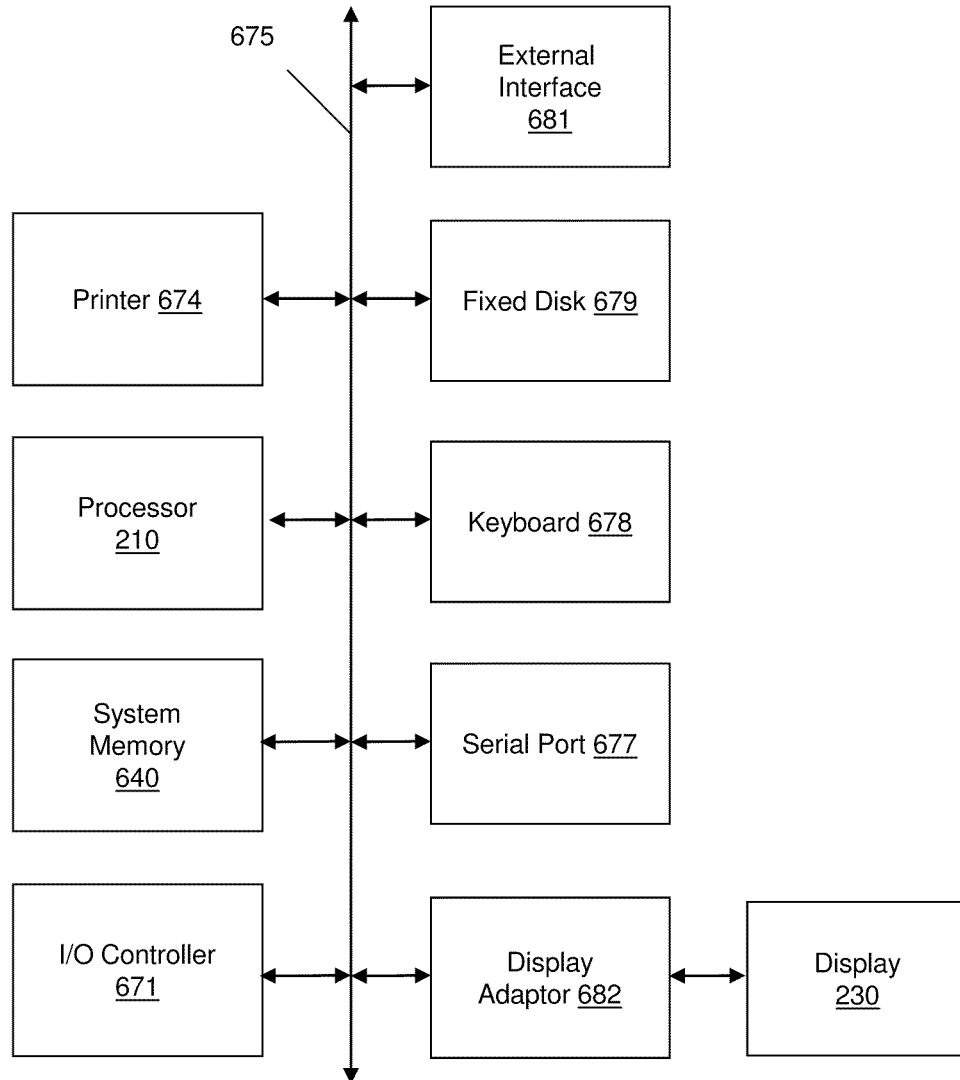 675
External
Interface
681
Printer 674
Fixed Disk 679
Processor
210
Keyboard 678
System
Memory
640
Serial Port 677
I/O Controller
671
Display
Adaptor 682
Display
230